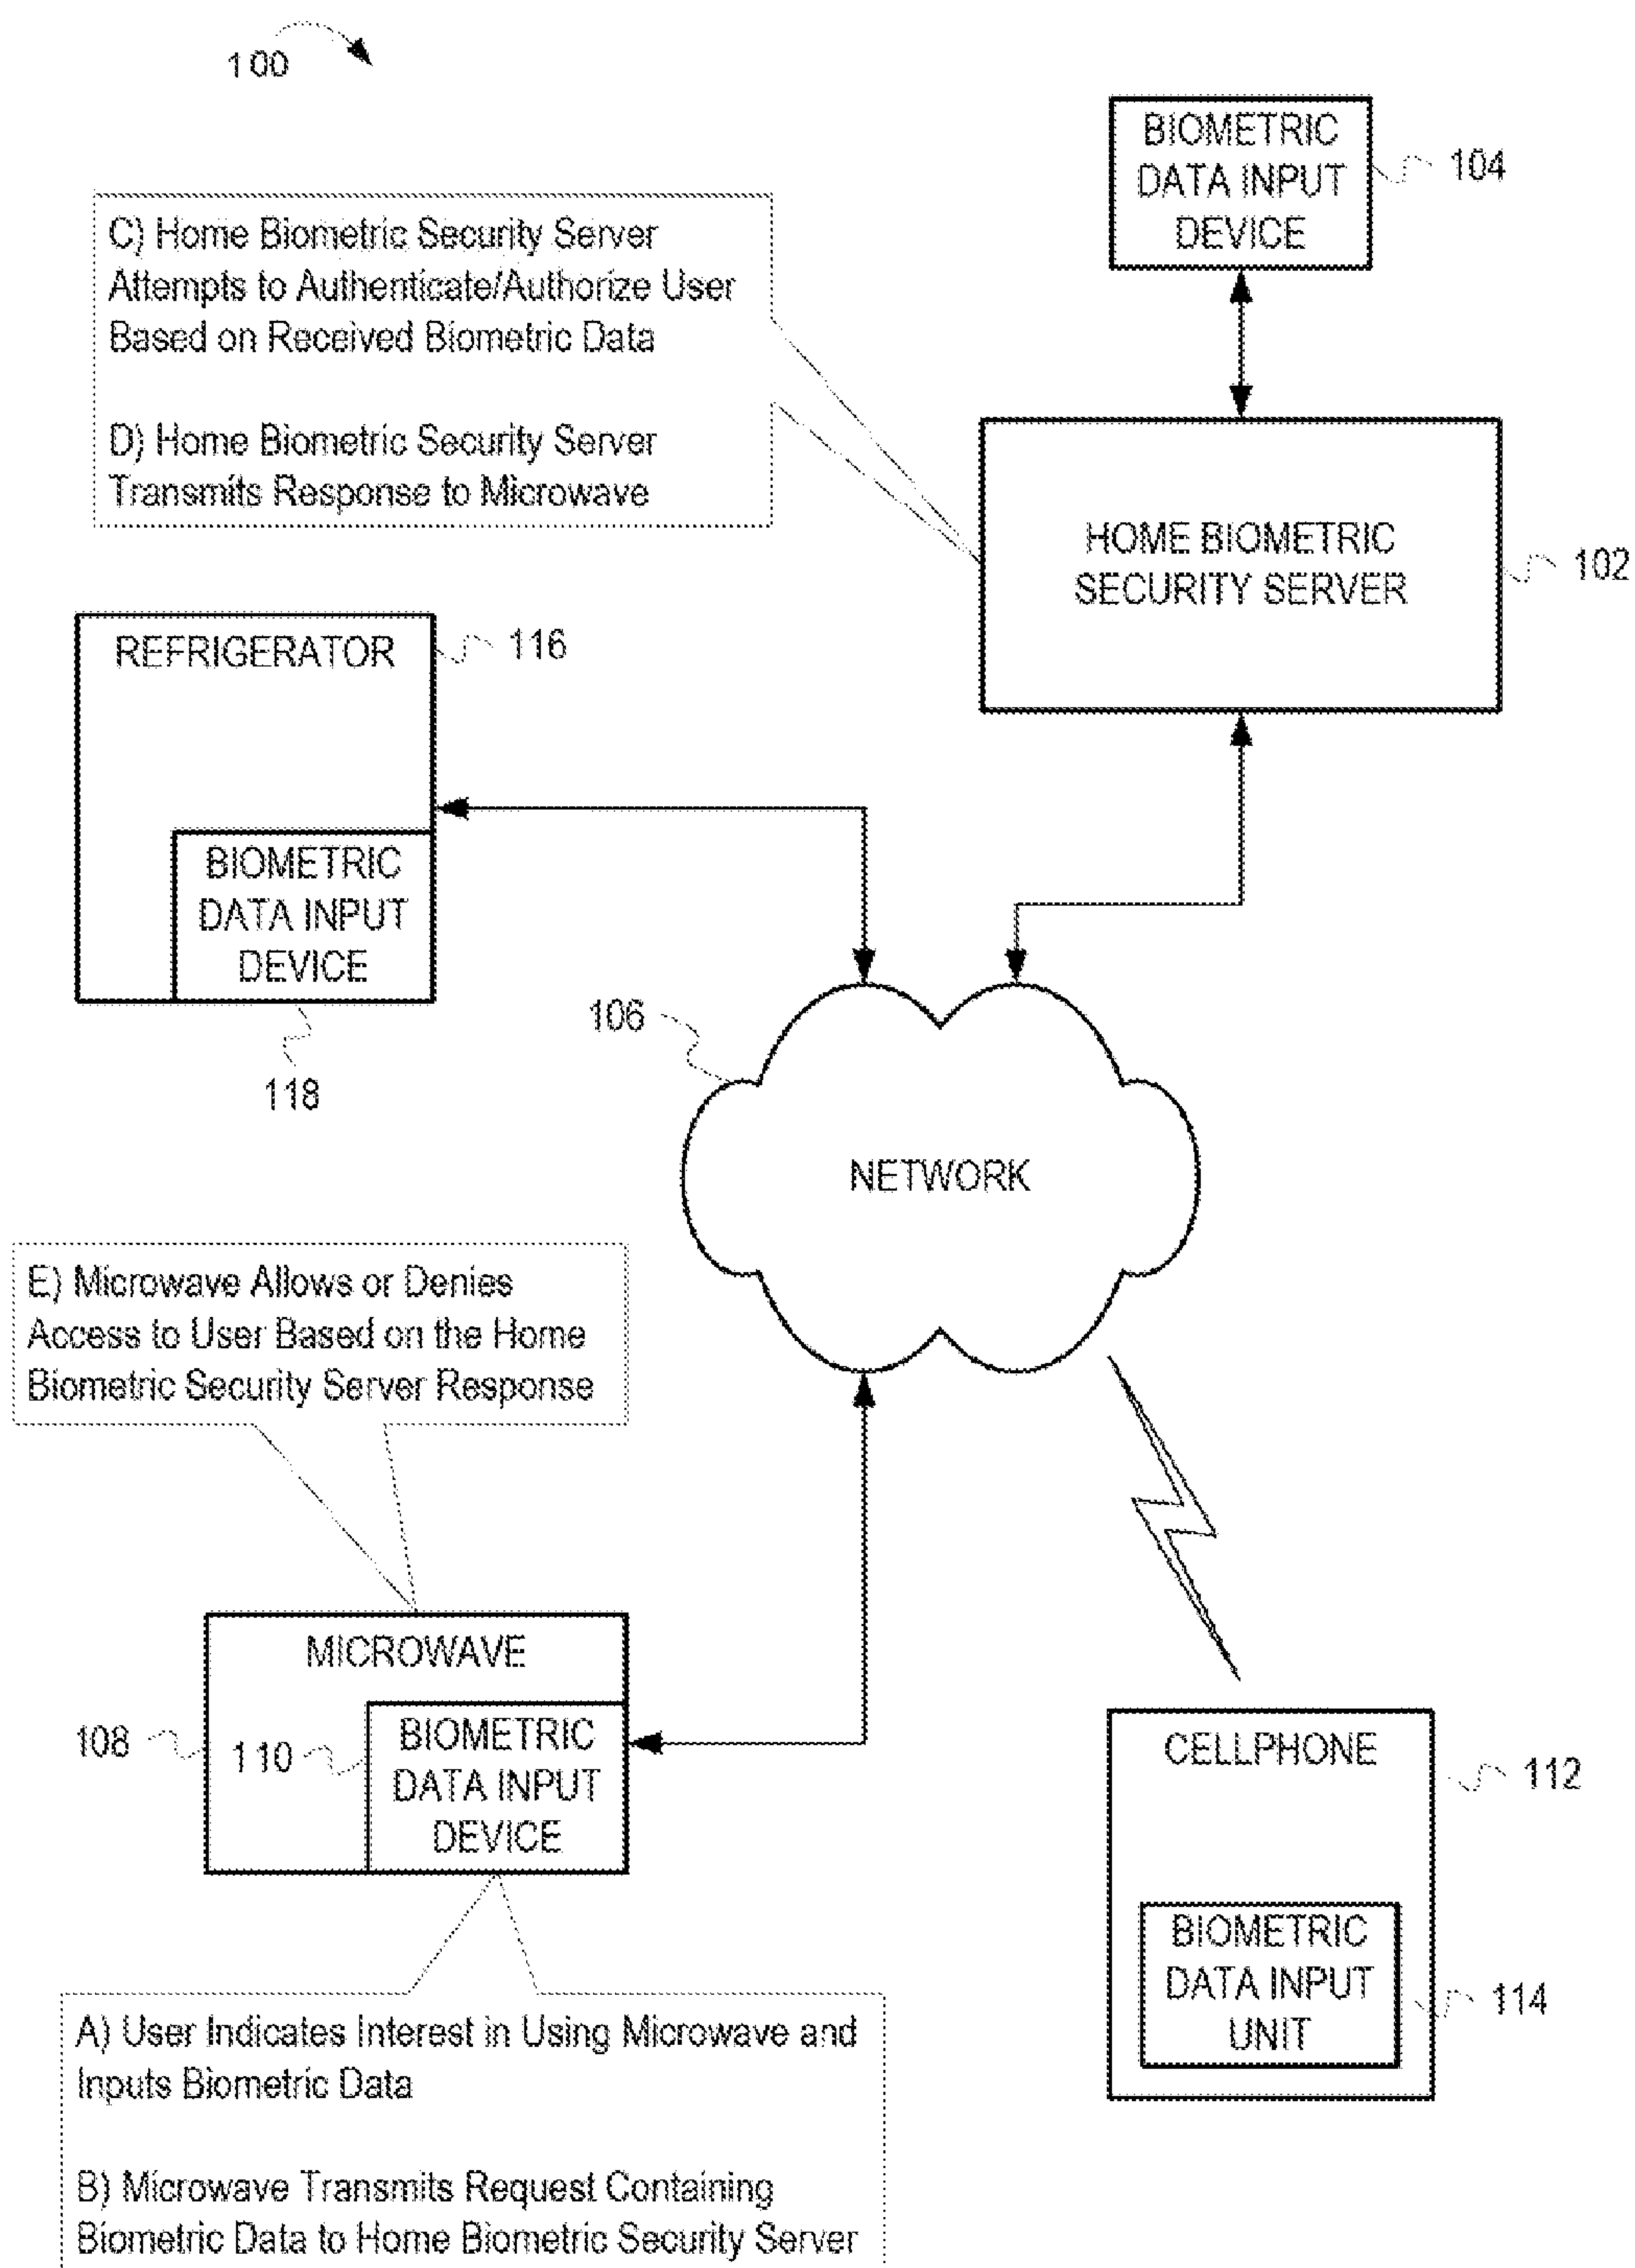 100
BIOMETRIC
DATA INPUT
DEVICE
104
C) Home Biometric Security Server
Attempts to Authenticate/Authorize User
Based on Received Biometric Data
D) Home Biometric Security Server
Transmits Response to Microwave
HOME BIOMETRIC
SECURITY SERVER
102
REFRIGERATOR
116
BIOMETRIC
DATA INPUT
DEVICE
118
106
NETWORK
E) Microwave Allows or Denies
Access to User Based on the Home
Biometric Security Server Response
MICROWAVE
108
110
BIOMETRIC
DATA INPUT
DEVICE
CELLPHONE
112
BIOMETRIC
DATA INPUT
UNIT
114
A) User Indicates Interest in Using Microwave and
Inputs Biometric Data
B) Microwave Transmits Request Containing
Biometric Data to Home Biometric Security Server